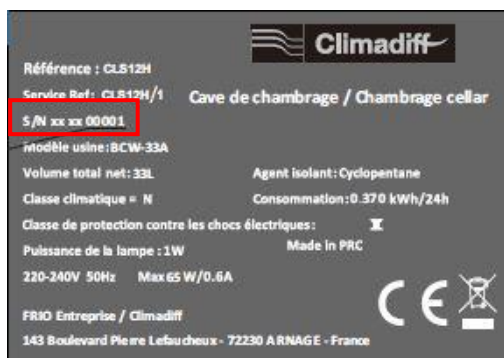 Climadiff
Référence : CLS12H
Service Ref: CLS12H/1 Cave de chambrage / Chambrage cellar
S/N xx xx 00001
Modèle usine:BCW-33A
Volume total net:33L Agent isolant:Cyclopentane
Classe climatique = N Consommation:0.370 kWh/24h
Classe de protection contre les chocs électriques:
Puissance de la lampe :1W Made in PRC
220-240V 50Hz Max65 W/0.6A
CE
FRIO Entreprise / Climadiff
143 Boulevard Pierre Lefaucheux - 72230 ARNAGE - France